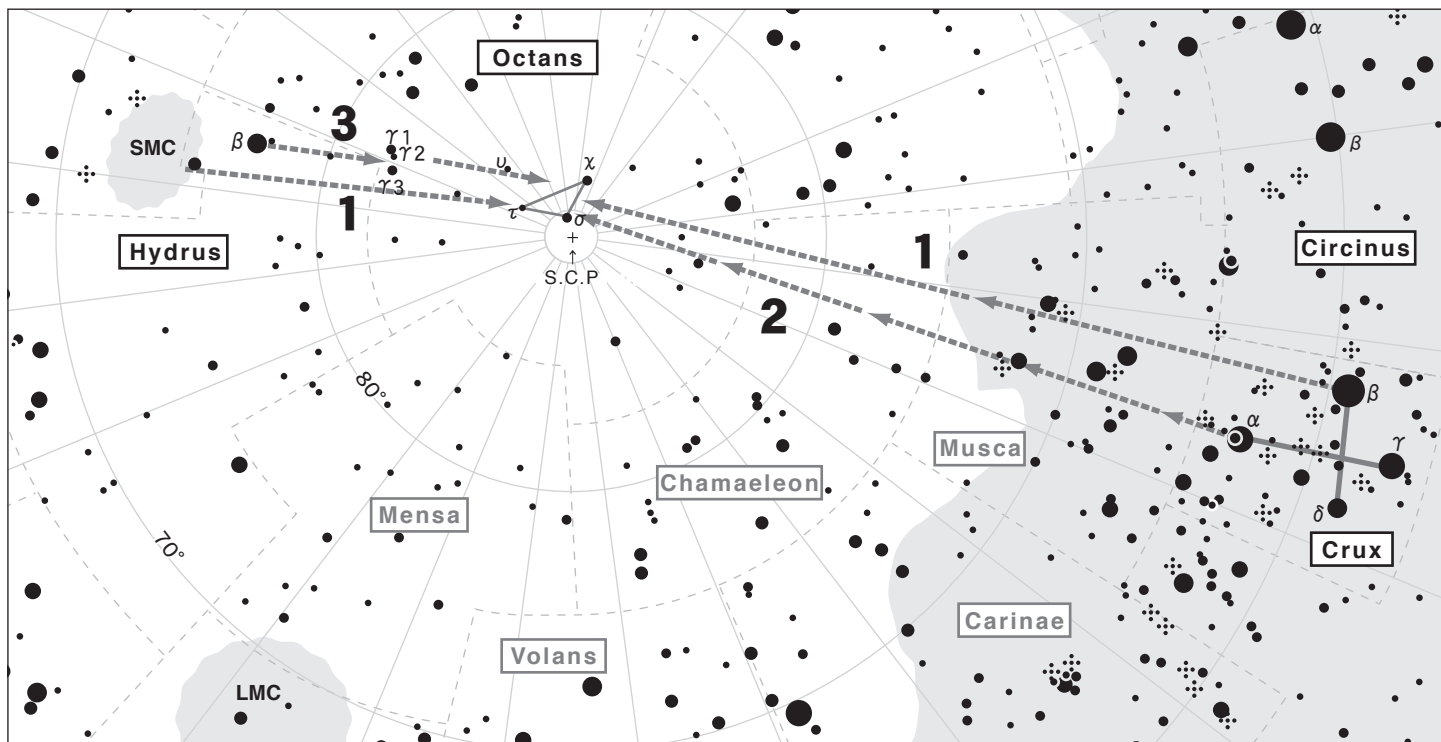 α
Octans
3
γ1
SMC
β
γ2
β
υ
χ
γ3
τ
1
σ
+
1
Circinus
Hydrus
↑
S.C.P
2
80°
β
α
Musca
γ
Chamaeleon
Mensa
δ
70°
Crux
Carinae
Volans
LMC